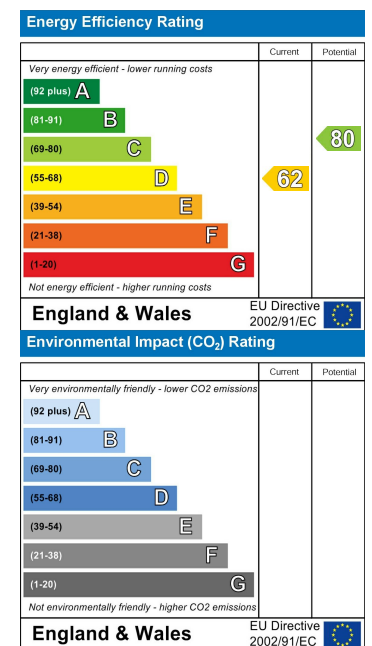 Energy Efficiency Rating
Current Potential
Very energy efficient - lower running costs
(92 plus) A
(81-91) B
(69-80) C
(55-68) D
(39-54) E
(21-38) F
(1-20) G
62
80
Not energy efficient - higher running costs
England & Wales
EU Directive
2002/91/EC
Environmental Impact (CO₂) Rating
Current Potential
Very environmentally friendly - lower CO2 emissions
(92 plus) A
(81-91) B
(69-80) C
(55-68) D
(39-54) E
(21-38) F
(1-20) G
Not environmentally friendly - higher CO2 emissions
England & Wales
EU Directive
2002/91/EC